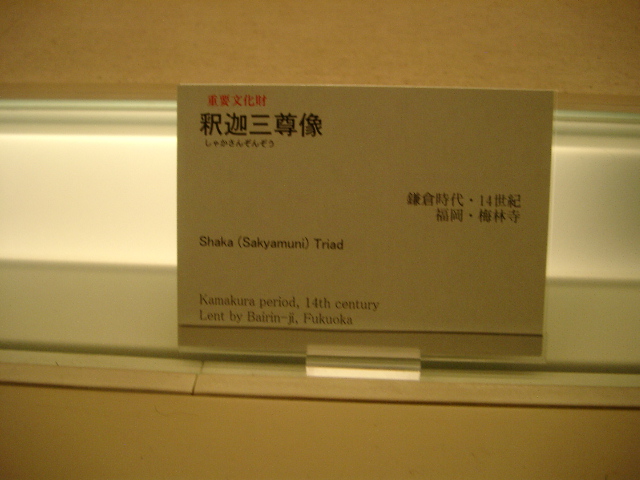 重要文化財
釈迦三尊像
しゃかさんぞんぞう
鎌倉時代・14世紀
福岡・梅林寺
Shaka (Sakyamuni) Triad
Kamakura period, 14th century
Lent by Bairin-ji, Fukuoka